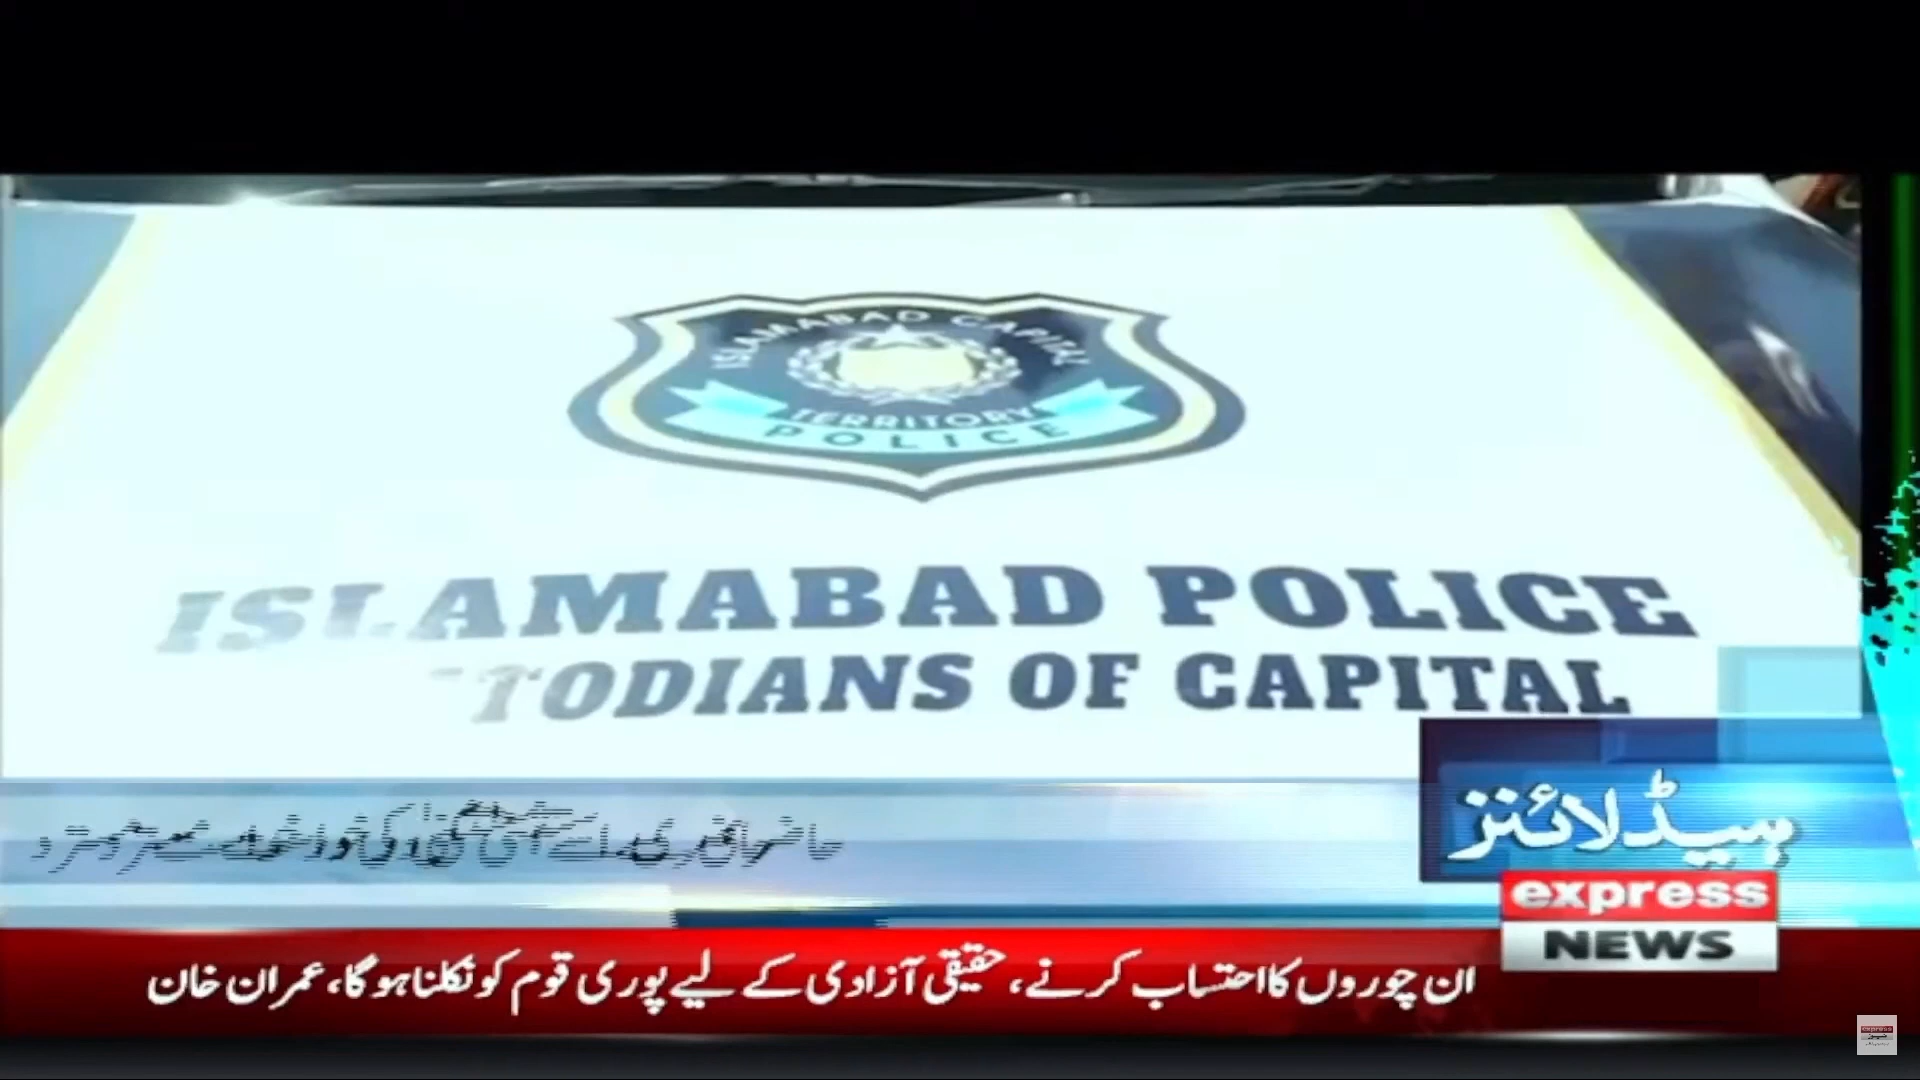 ISLAMABAD CAPITAL
TERRITORY
POLICE
ISLAMABAD POLICE
TODIANS OF CAPITAL
ہیڈلائنز
express
NEWS
ان چوروں کا احتساب کرنے، حقیقی آزادی کے لیے پوری قوم کو نکلنا ہوگا، عمران خان